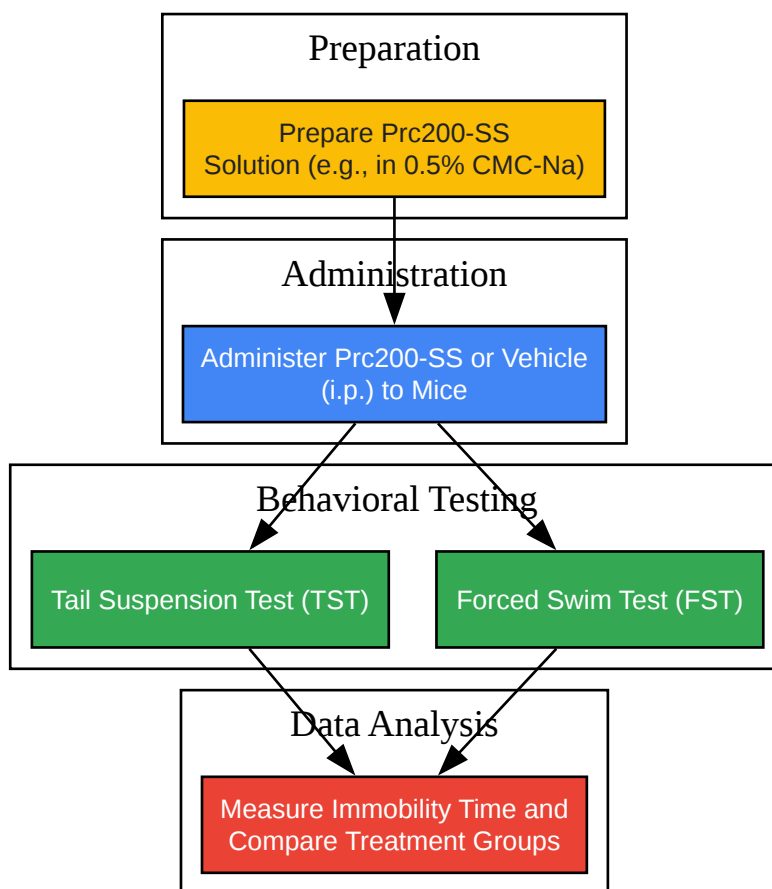 Preparation
Prepare Prc200-SS
Solution (e.g., in 0.5% CMC-Na)
Administration
Administer Prc200-SS or Vehicle
(i.p.) to Mice
Behavioral Testing
Tail Suspension Test (TST)
Forced Swim Test (FST)
Data Analysis
Measure Immobility Time and
Compare Treatment Groups